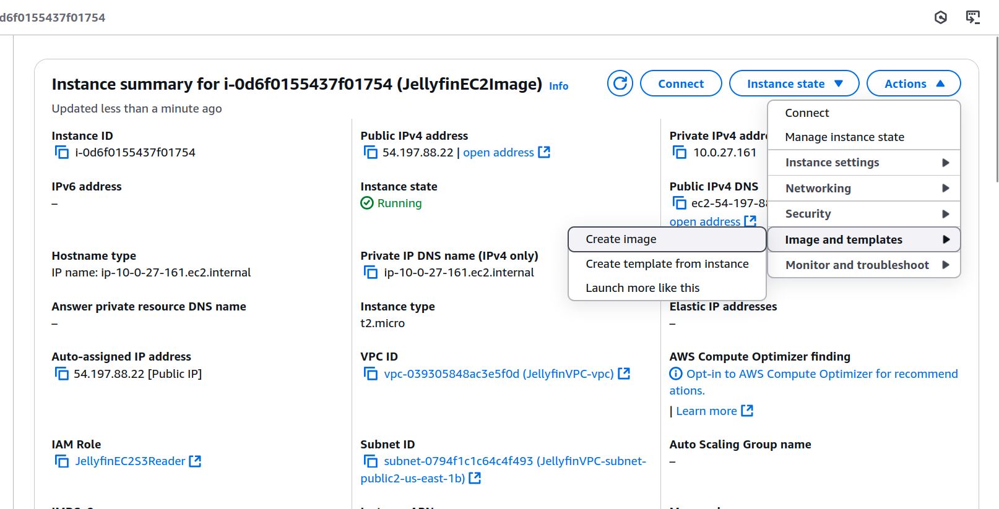 d6f0155437f01754
Instance summary for i-0d6f0155437f01754 (JellyfinEC2Image) Info
Connect
Instance state
Actions
Updated less than a minute ago
Connect
Manage instance state
Instance settings
Networking
Security
Image and templates
Monitor and troubleshoot
Create image
Create template from instance
Launch more like this
Instance ID
i-0d6f0155437f01754
Public IPv4 address
54.197.88.22 | open address
Private IPv4 addre
10.0.27.161
IPv6 address
–
Instance state
Running
Public IPv4 DNS
ec2-54-197-88
open address
Hostname type
IP name: ip-10-0-27-161.ec2.internal
Private IP DNS name (IPv4 only)
ip-10-0-27-161.ec2.internal
Answer private resource DNS name
–
Instance type
t2.micro
Elastic IP addresses
–
Auto-assigned IP address
54.197.88.22 [Public IP]
VPC ID
vpc-039305848ac3e5f0d (JellyfinVPC-vpc)
AWS Compute Optimizer finding
Opt-in to AWS Compute Optimizer for recommend
ations.
| Learn more
IAM Role
JellyfinEC2S3Reader
Subnet ID
subnet-0794f1c1c64c4f493 (JellyfinVPC-subnet-
public2-us-east-1b)
Auto Scaling Group name
–